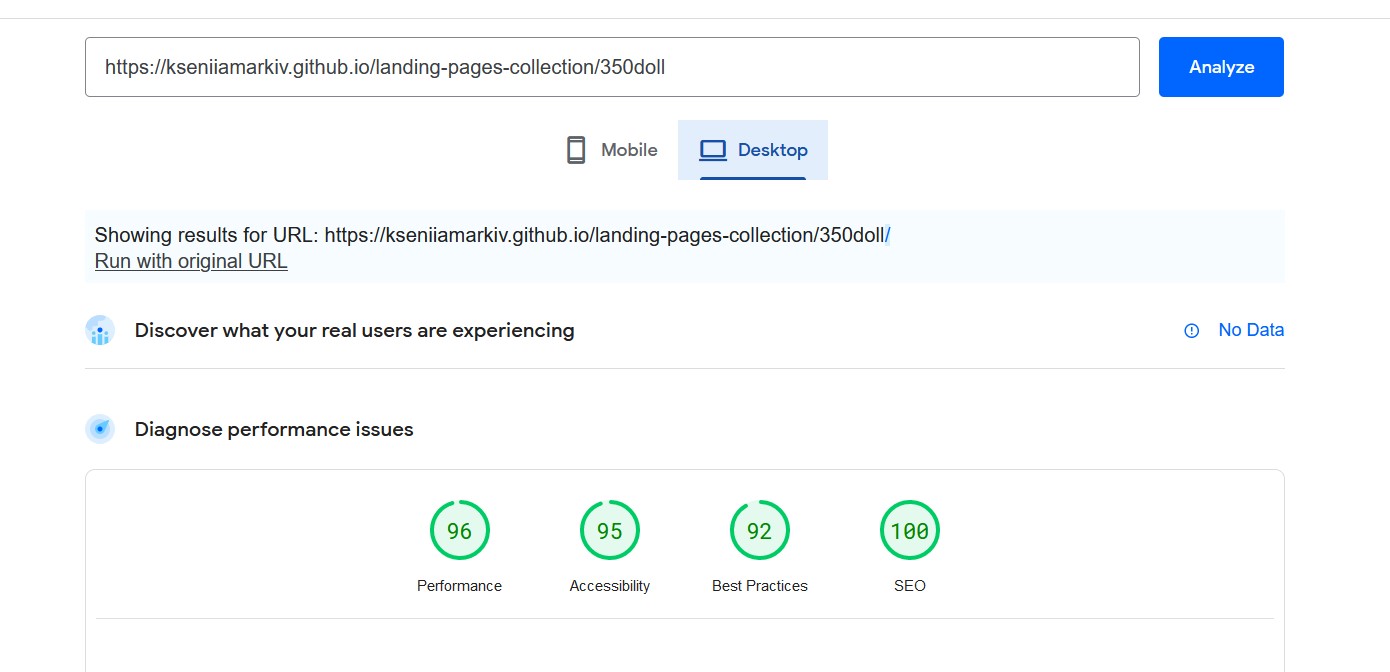 https://kseniiamarkiv.github.io/landing-pages-collection/350doll
Analyze
Mobile
Desktop
Showing results for URL: https://kseniiamarkiv.github.io/landing-pages-collection/350doll/
Run with original URL
Discover what your real users are experiencing
No Data
Diagnose performance issues
96
95
92
100
Performance
Accessibility
Best Practices
SEO